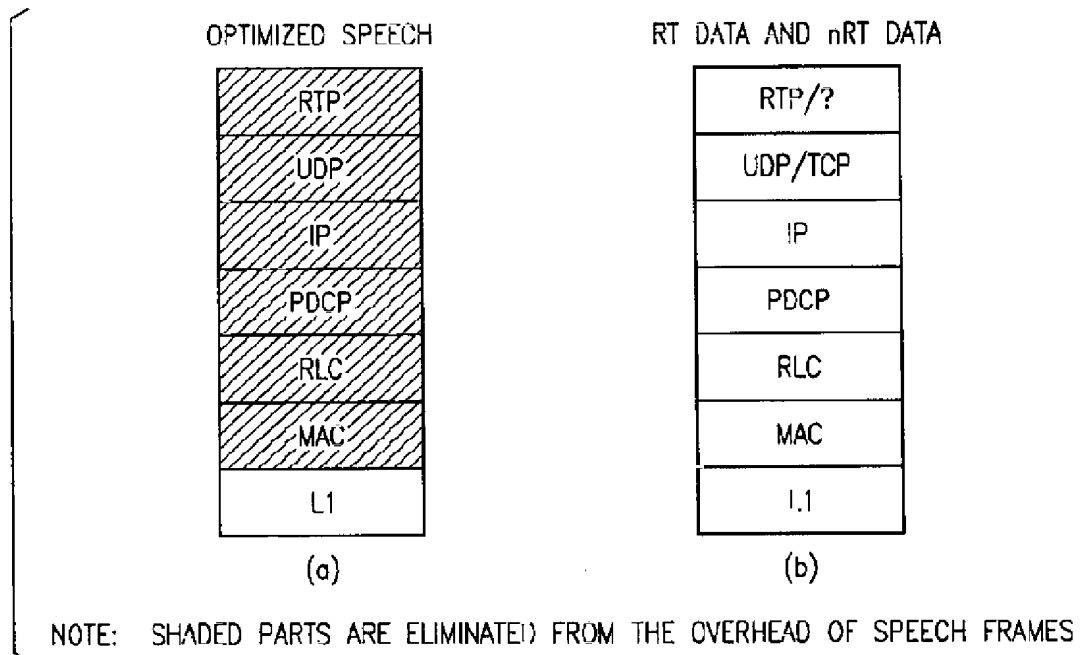 OPTIMIZED SPEECH
RTP
UDP
IP
PDCP
RLC
MAC
L1
(a)
RT DATA AND nRT DATA
RTP/?
UDP/TCP
IP
PDCP
RLC
MAC
L1
(b)
NOTE: SHADED PARTS ARE ELIMINATED FROM THE OVERHEAD OF SPEECH FRAMES